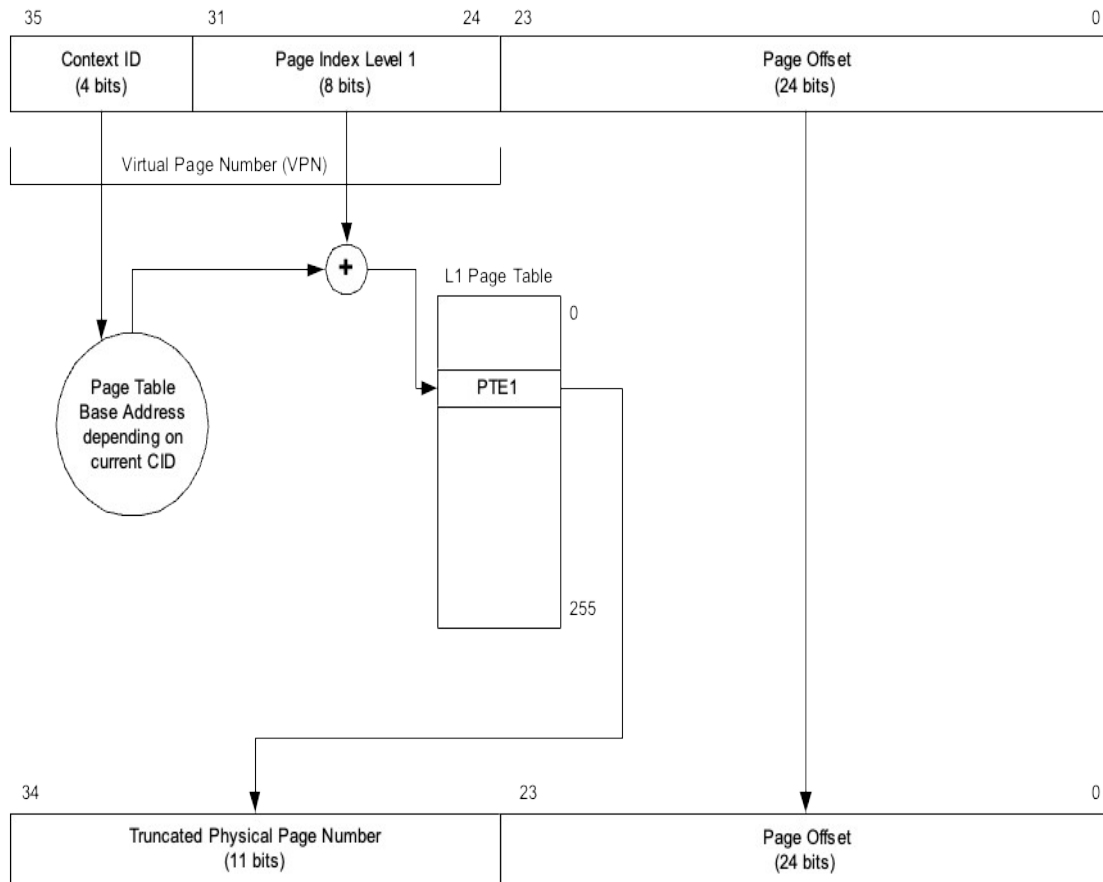 35 31 24 23 0
Context ID
(4 bits)
Page Index Level 1
(8 bits)
Page Offset
(24 bits)
Virtual Page Number (VPN)
+
L1 Page Table
0
PTE1
Page Table
Base Address
depending on
current CID
255
34 23 0
Truncated Physical Page Number
(11 bits)
Page Offset
(24 bits)